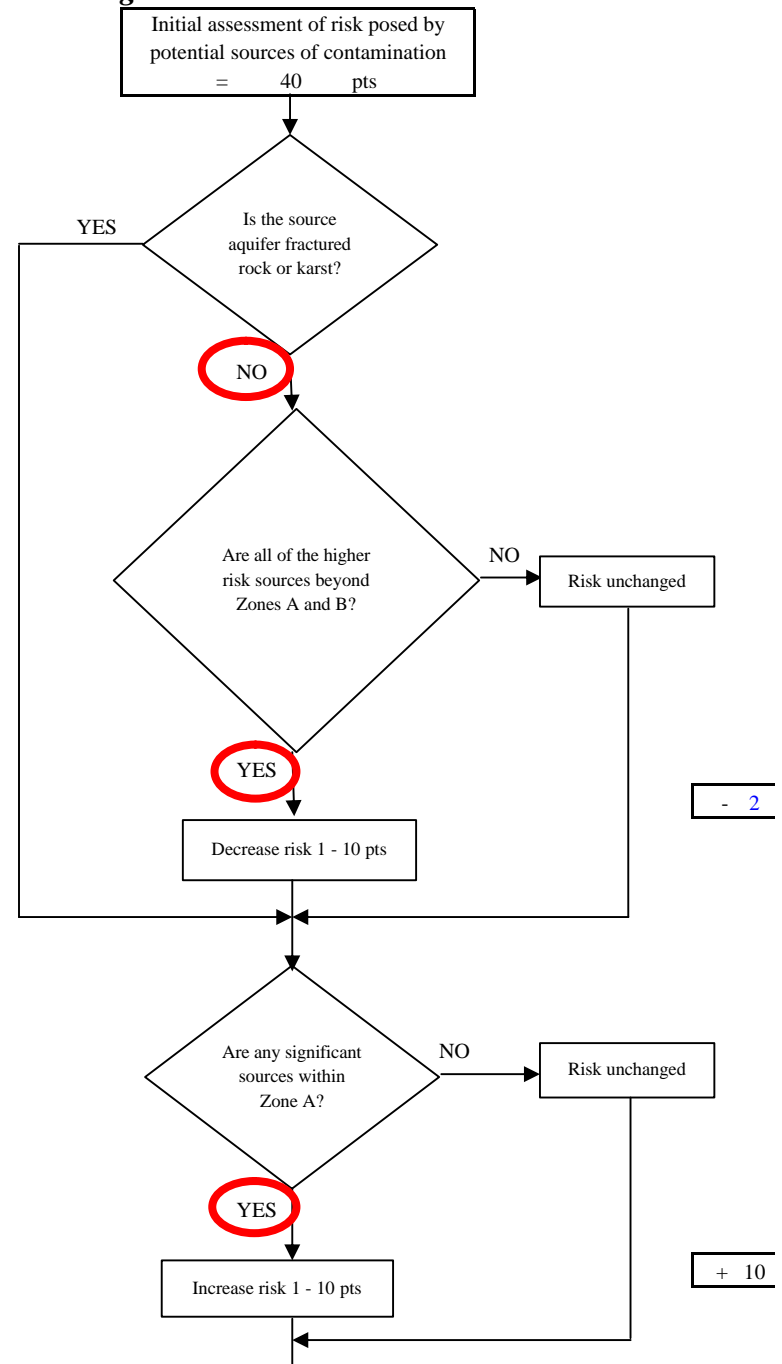 Initial assessment of risk posed by
potential sources of contamination
= 40 pts
YES
Is the source
aquifer fractured
rock or karst?
NO
Are all of the higher
risk sources beyond
Zones A and B?
NO
Risk unchanged
YES
- 2
Decrease risk 1 - 10 pts
Are any significant
sources within
Zone A?
NO
Risk unchanged
YES
+ 10
Increase risk 1 - 10 pts